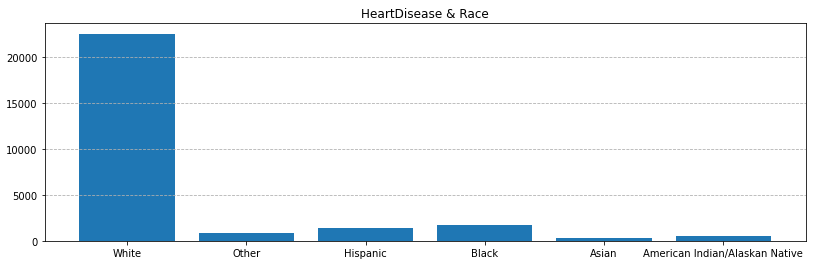 HeartDisease & Race
20000
15000
10000
5000
0
White Other Hispanic Black Asian American Indian/Alaskan Native